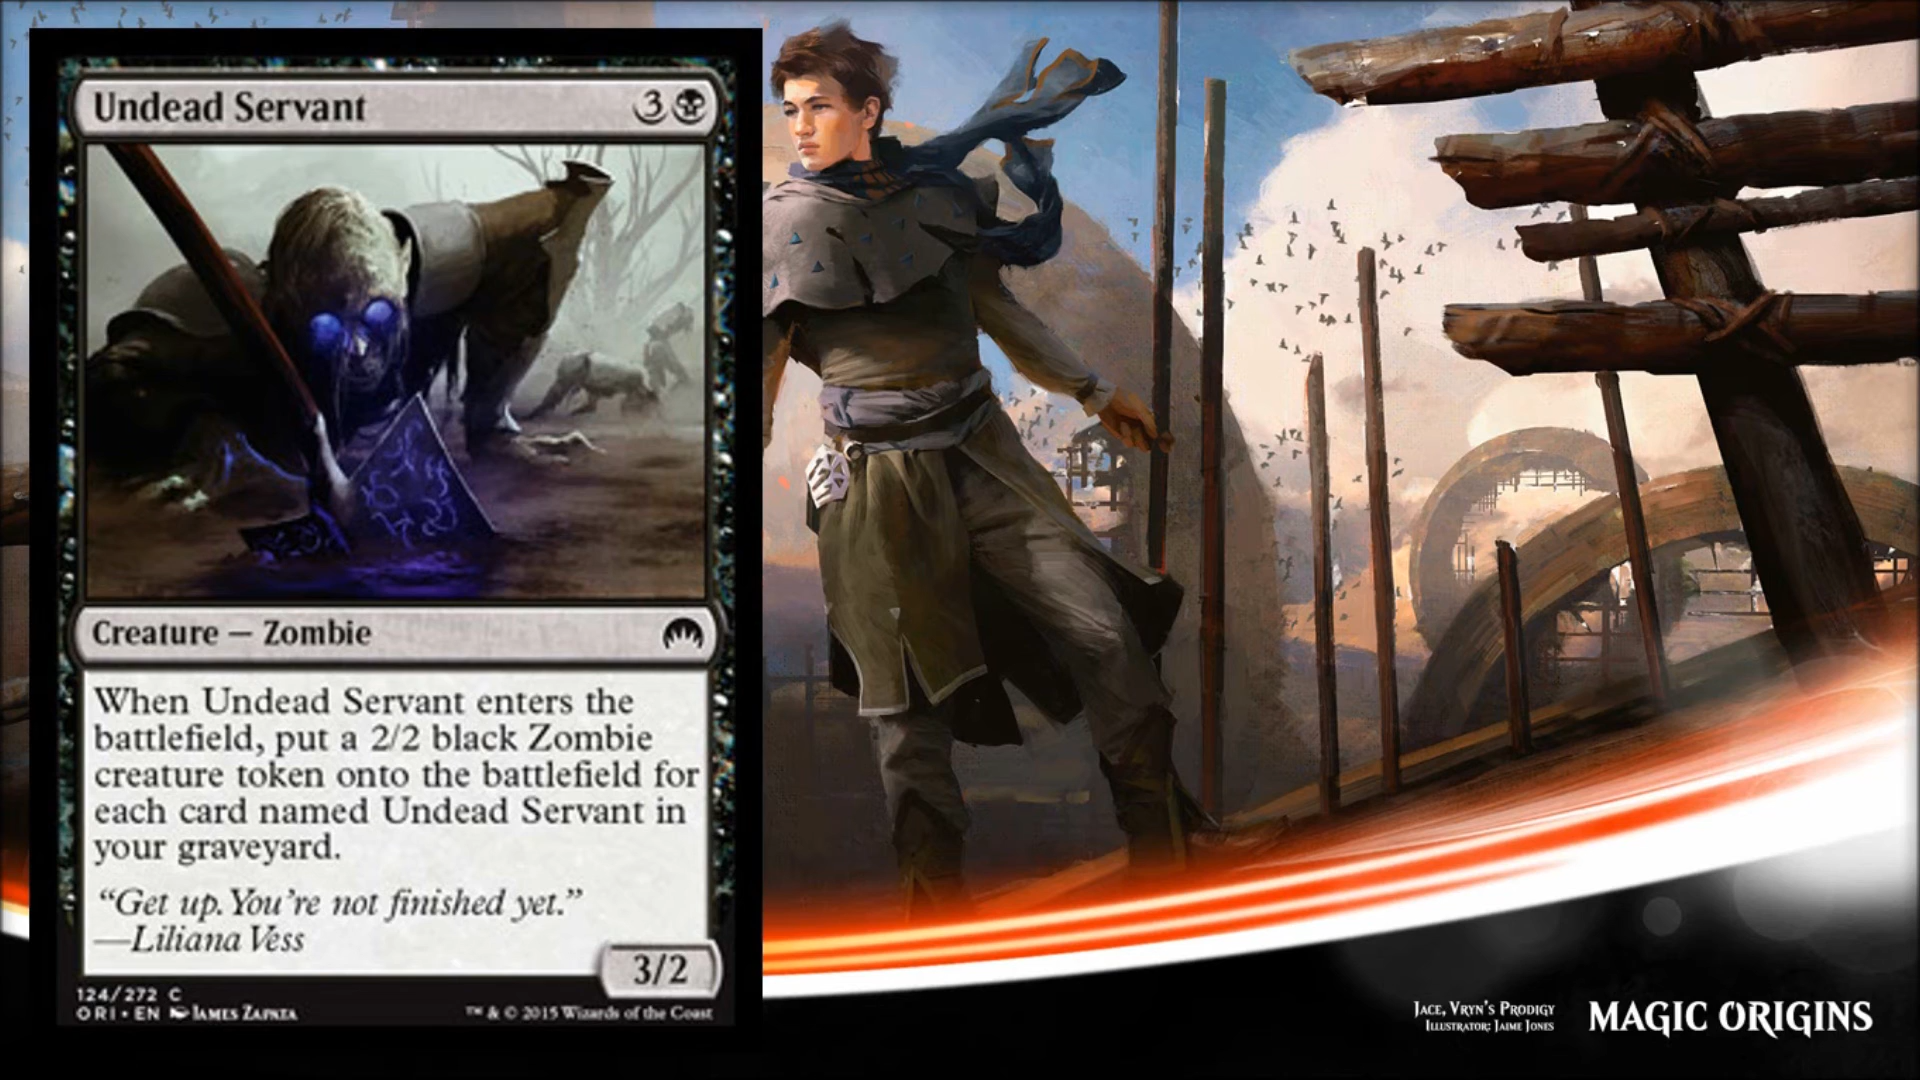 Undead Servant 3
Creature — Zombie
When Undead Servant enters the
battlefield, put a 2/2 black Zombie
creature token onto the battlefield for
each card named Undead Servant in
your graveyard.
“Get up. You’re not finished yet.”
—Liliana Vess
3/2
124/272 C
ORI • EN James Zapata
™ & © 2015 Wizards of the Coast
Jace, Vryn’s Prodigy
Illustrator: Jaime Jones
MAGIC ORIGINS